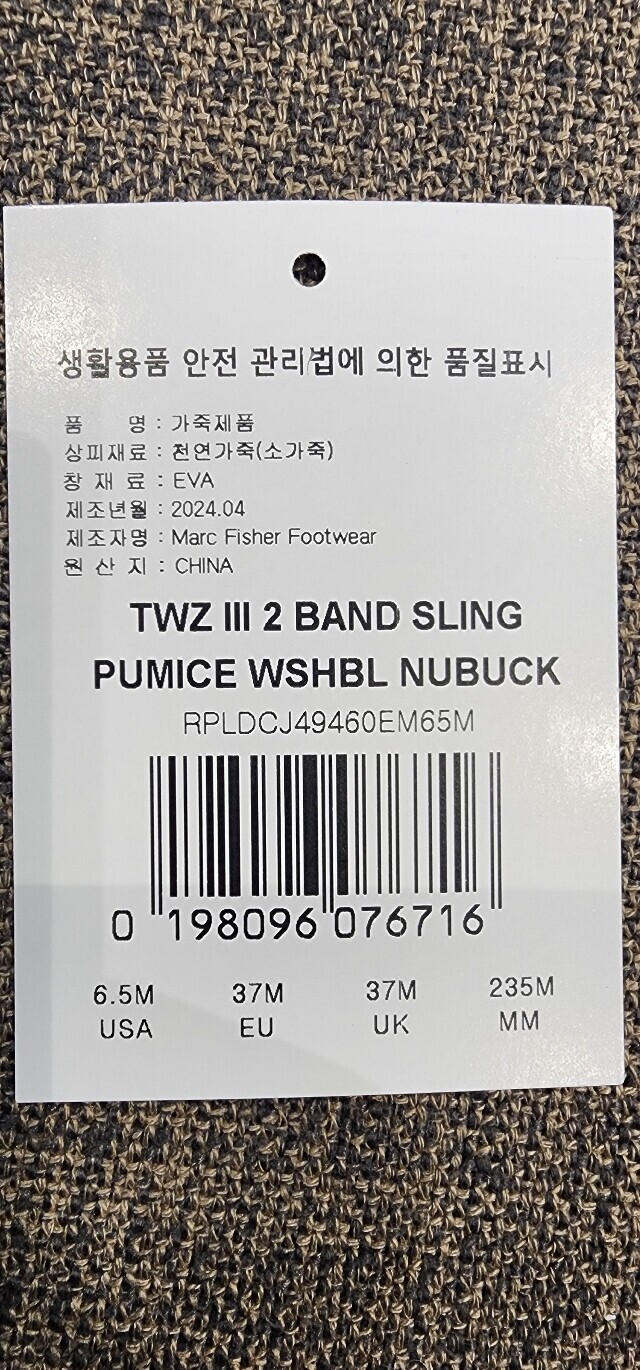 생활용품 안전 관리법에 의한 품질표시
품 명 : 가죽제품
상피재료 : 천연가죽(소가죽)
창 재 료 : EVA
제조년월 : 2024.04
제조자명 : Marc Fisher Footwear
원 산 지 : CHINA
TWZ III 2 BAND SLING
PUMICE WSHBL NUBUCK
RPLDCJ49460EM65M
0 198096 076716
6.5M 37M 37M 235M
USA EU UK MM